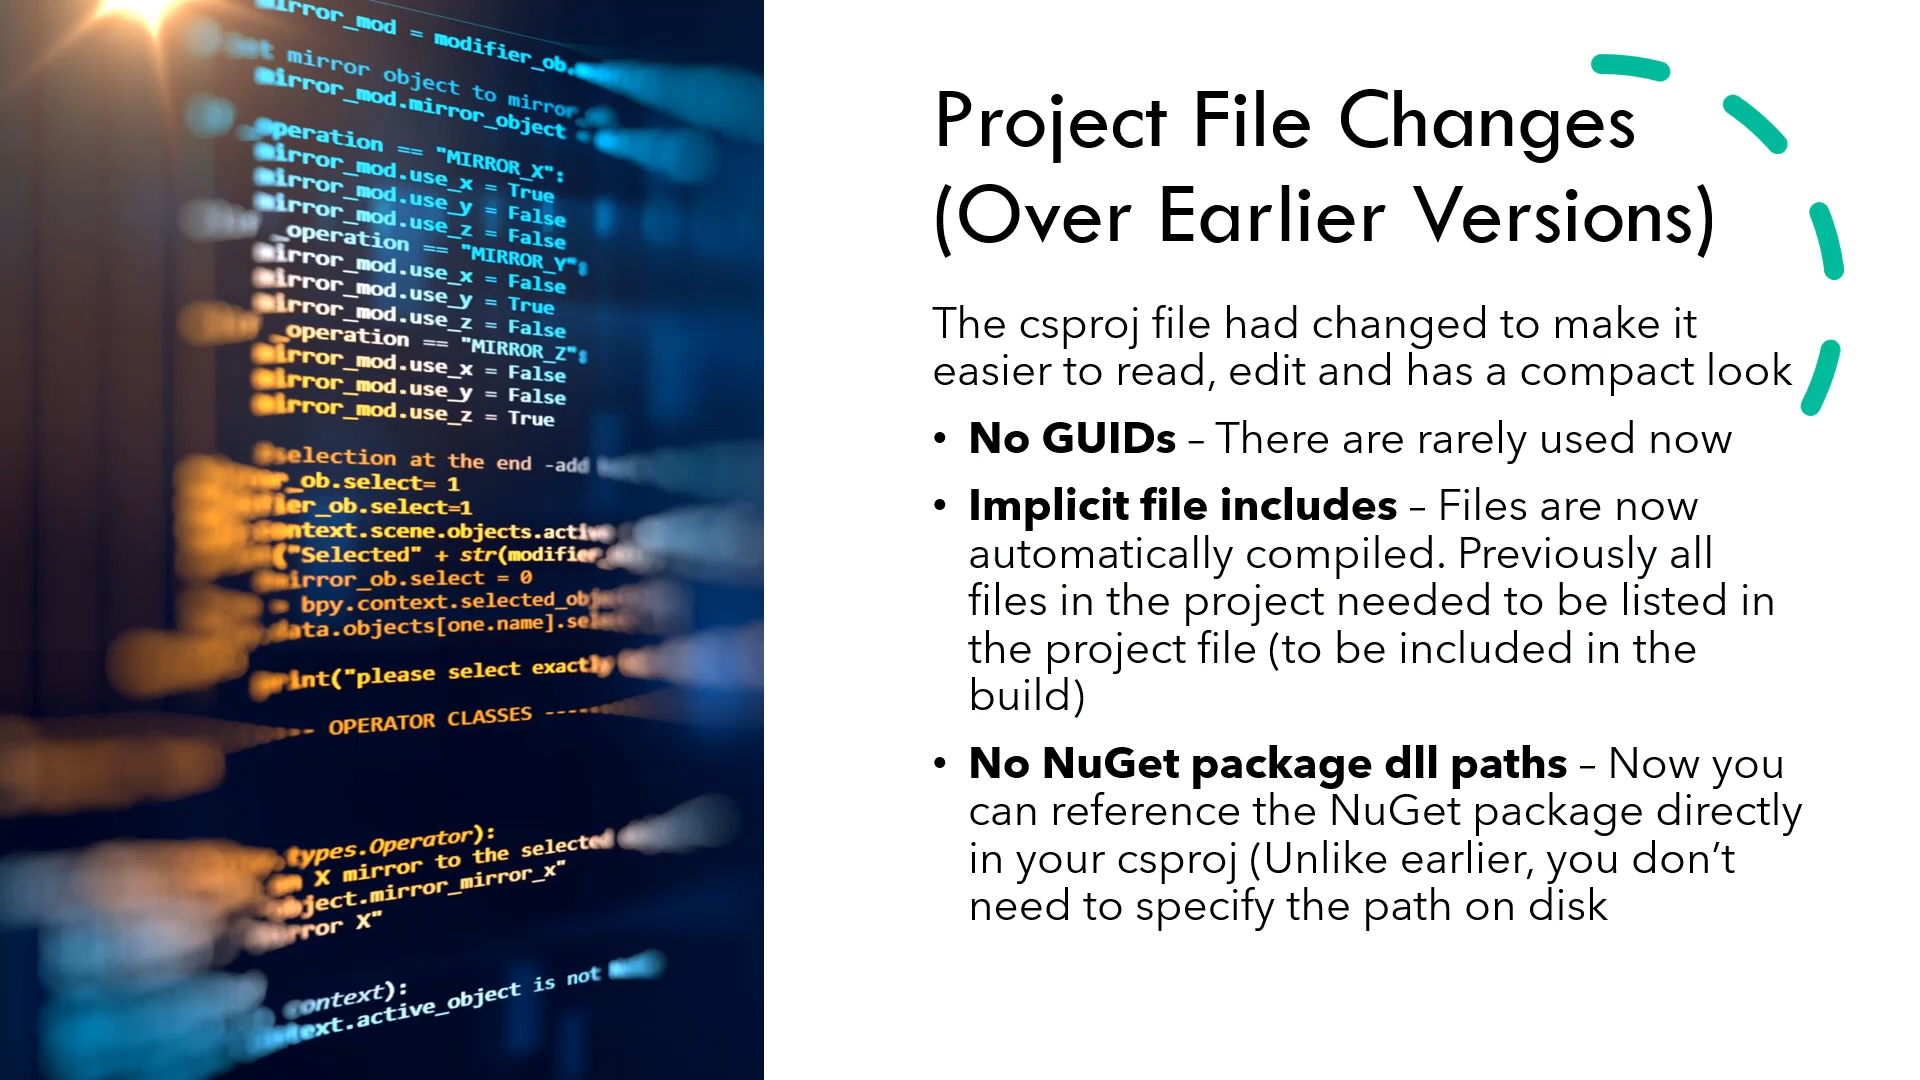 mirror_mod = modifier_ob.
mirror object to mirror
mirror_mod.mirror_object
operation == "MIRROR_X":
mirror_mod.use_x = True
mirror_mod.use_y = False
mirror_mod.use_z = False
_operation == "MIRROR_Y":
mirror_mod.use_x = False
mirror_mod.use_y = True
mirror_mod.use_z = False
_operation == "MIRROR_Z":
mirror_mod.use_x = False
mirror_mod.use_y = False
mirror_mod.use_z = True
selection at the end -add
_ob.select= 1
er_ob.select=1
ntext.scene.objects.active
("Selected" + str(modifier
irror_ob.select = 0
bpy.context.selected_ob
ata.objects[one.name].sel
int("please select exactly
-- OPERATOR CLASSES ----
types.Operator):
X mirror to the selected
ject.mirror_mirror_x"
ror X"
context):
ext.active_object is not
Project File Changes
(Over Earlier Versions)
The csproj file had changed to make it
easier to read, edit and has a compact look
• No GUIDs – There are rarely used now
• Implicit file includes – Files are now
automatically compiled. Previously all
files in the project needed to be listed in
the project file (to be included in the
build)
• No NuGet package dll paths – Now you
can reference the NuGet package directly
in your csproj (Unlike earlier, you don’t
need to specify the path on disk